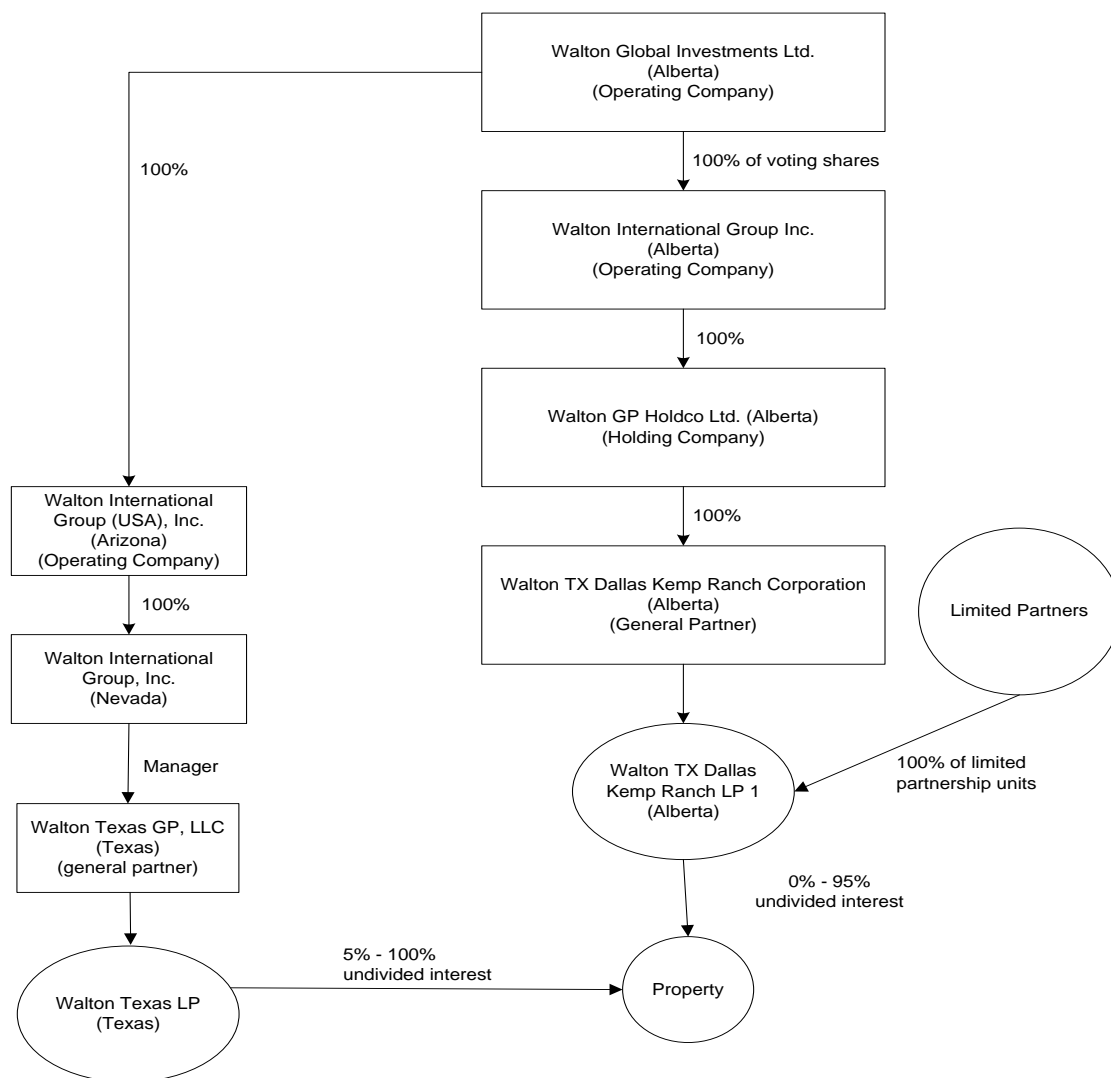 Walton Global Investments Ltd.
(Alberta)
(Operating Company)
100%
100% of voting shares
Walton International Group Inc.
(Alberta)
(Operating Company)
100%
Walton GP Holdco Ltd. (Alberta)
(Holding Company)
Walton International
Group (USA), Inc.
(Arizona)
(Operating Company)
100%
Walton TX Dallas Kemp Ranch Corporation
(Alberta)
(General Partner)
Limited Partners
100%
Walton International
Group, Inc.
(Nevada)
Manager
Walton TX Dallas
Kemp Ranch LP 1
(Alberta)
100% of limited
partnership units
Walton Texas GP, LLC
(Texas)
(general partner)
0% - 95%
undivided interest
5% - 100%
undivided interest
Walton Texas LP
(Texas)
Property